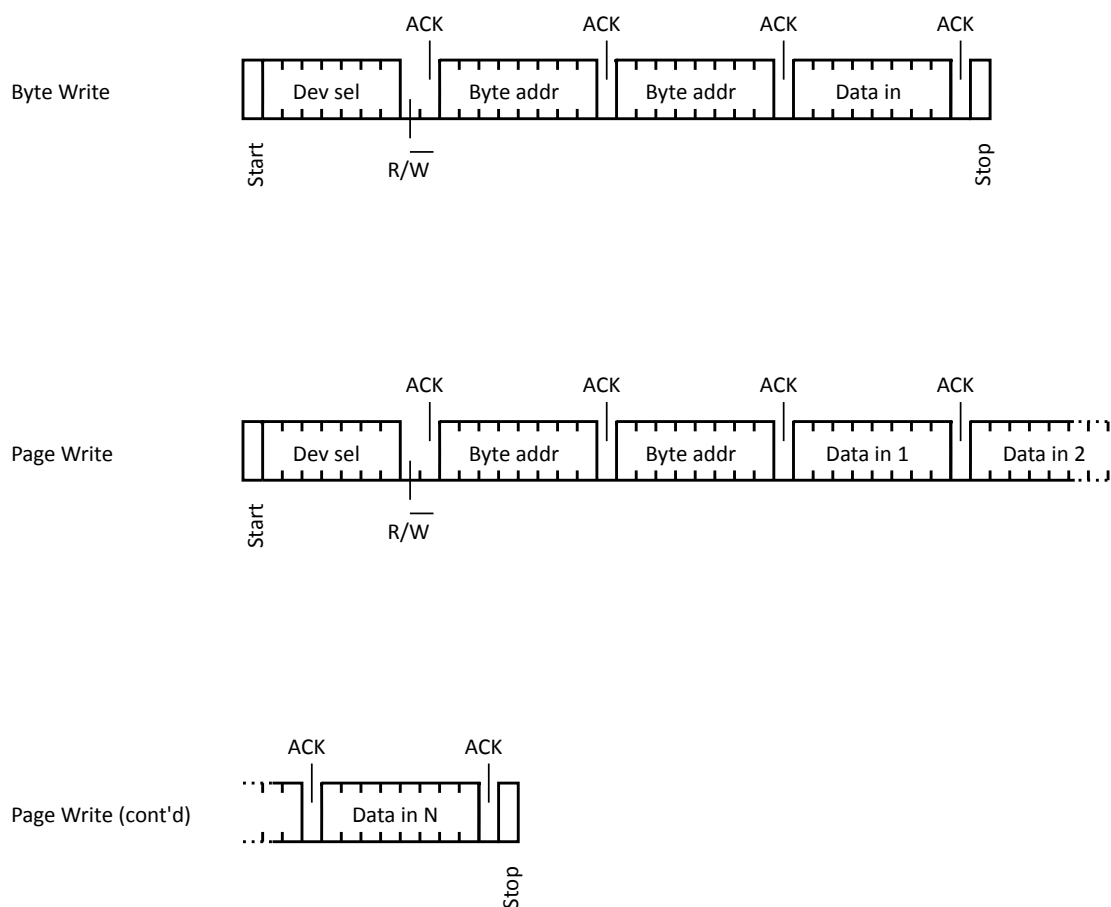 ACK ACK ACK ACK
Byte Write Dev sel Byte addr Byte addr Data in
Start R/W Stop
ACK ACK ACK ACK
Page Write Dev sel Byte addr Byte addr Data in 1 Data in 2
Start R/W
ACK ACK
Page Write (cont'd) Data in N
Stop